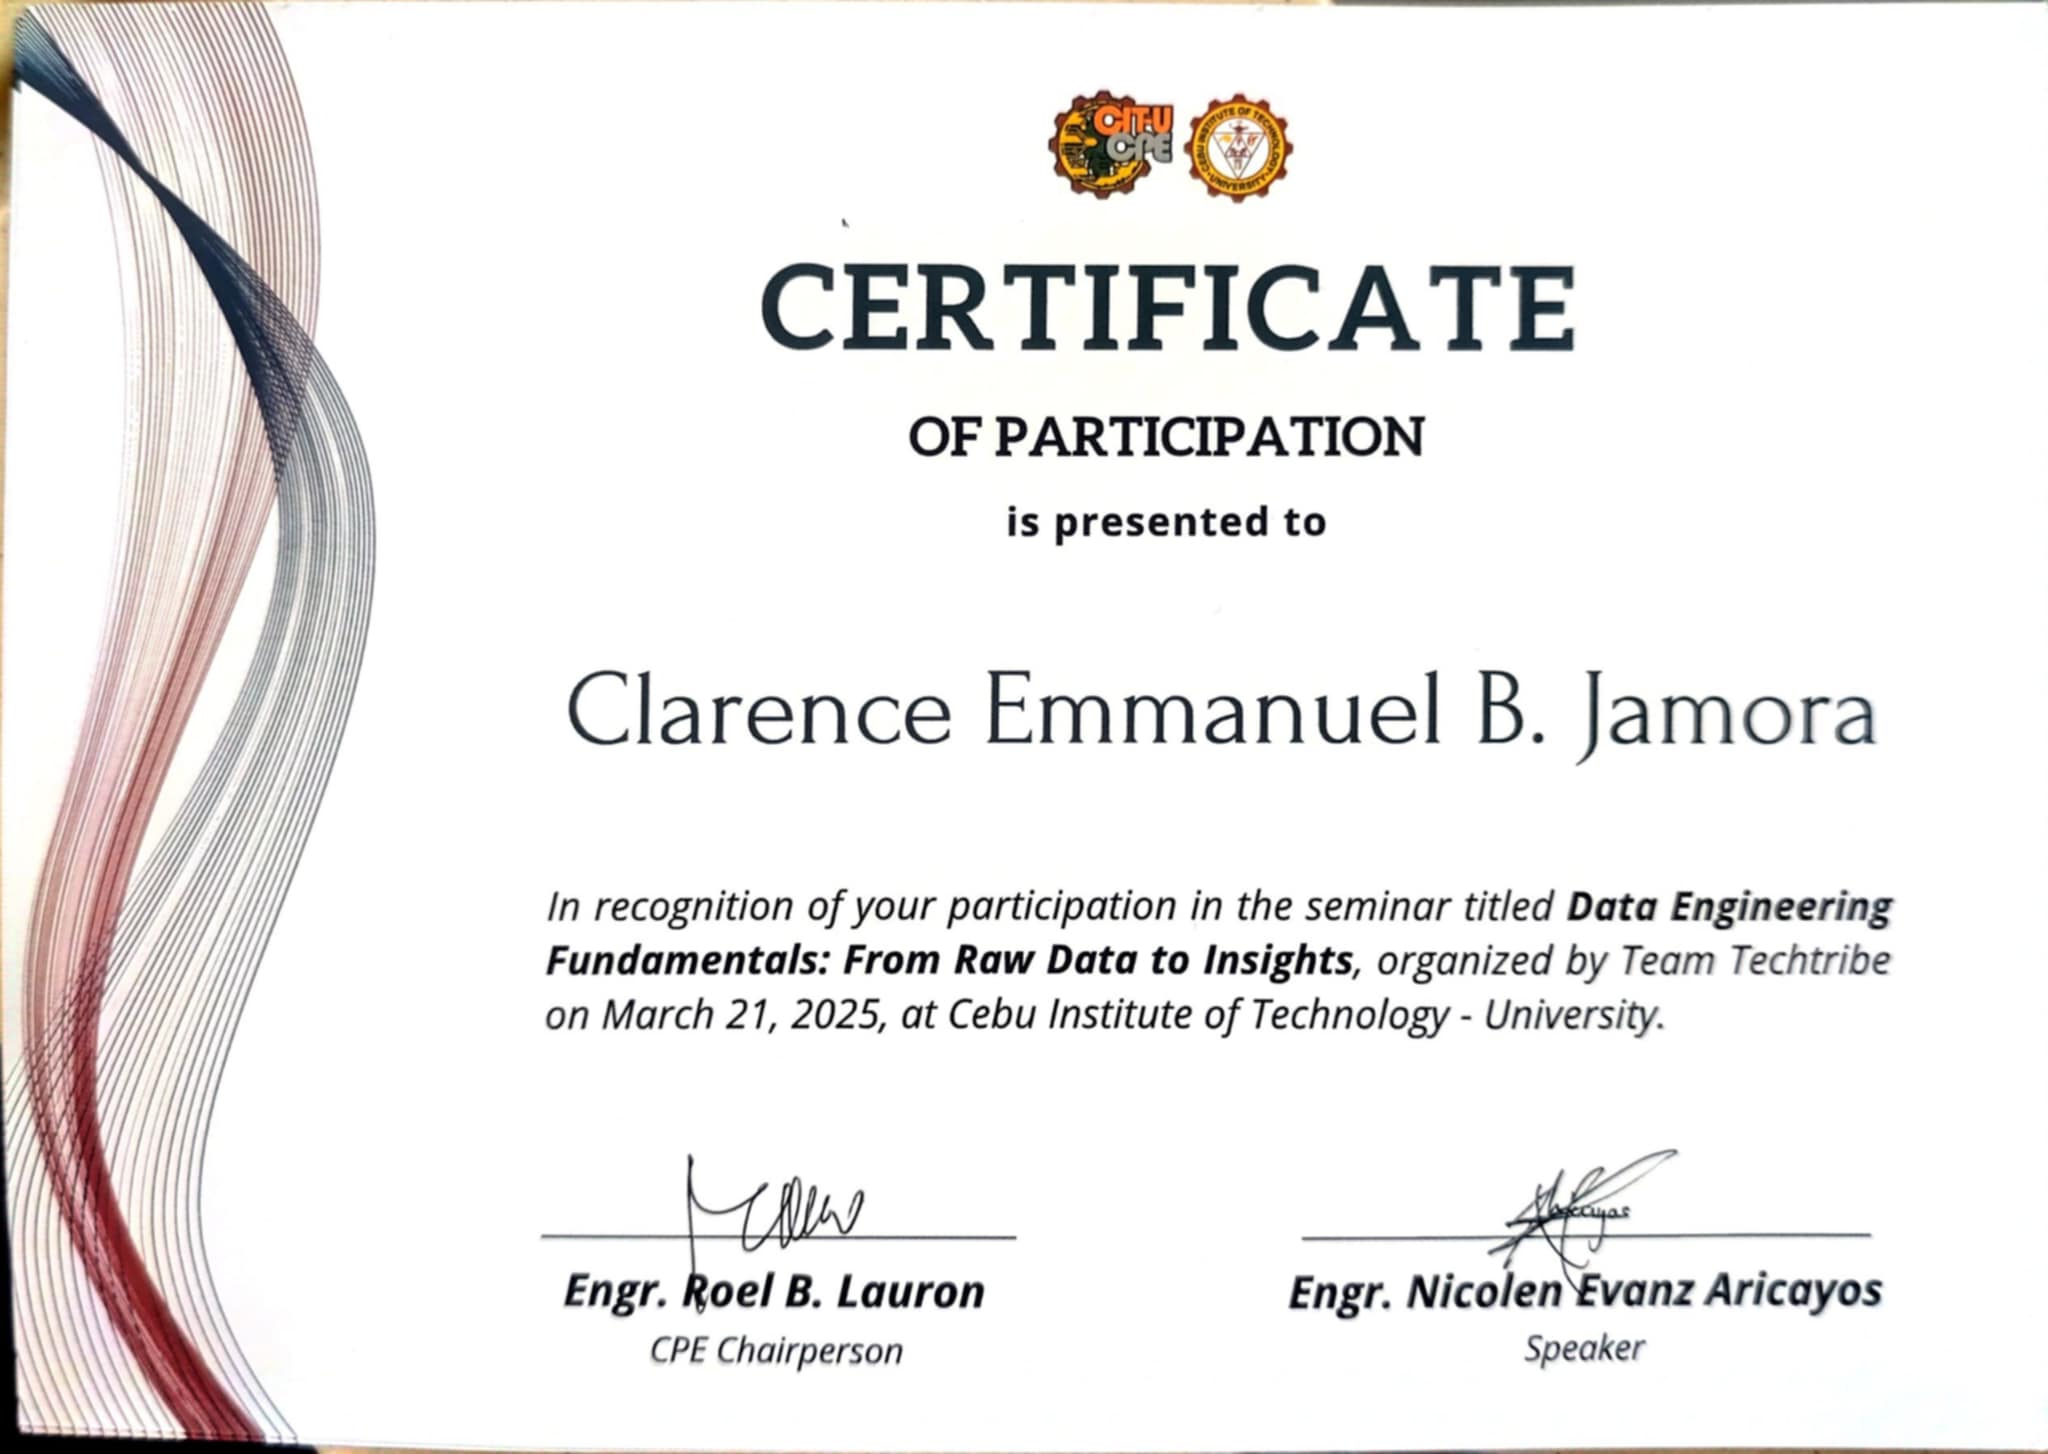 CIT-U
CPE
CEBU INSTITUTE OF TECHNOLOGY
UNIVERSITY
CERTIFICATE
OF PARTICIPATION
is presented to
Clarence Emmanuel B. Jamora
In recognition of your participation in the seminar titled Data Engineering
Fundamentals: From Raw Data to Insights, organized by Team Techtribe
on March 21, 2025, at Cebu Institute of Technology - University.
Engr. Roel B. Lauron
CPE Chairperson
Engr. Nicolen Evanz Aricayos
Speaker